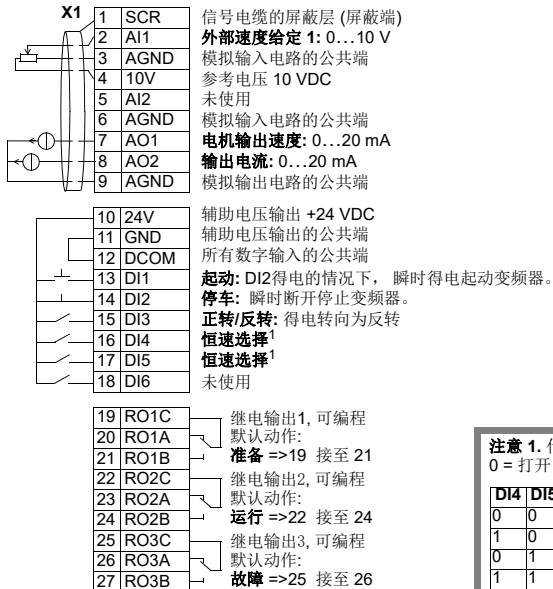 X1
1 SCR 信号电缆的屏蔽层 (屏蔽端)
2 AI1 外部速度给定 1: 0…10 V
3 AGND 模拟输入电路的公共端
4 10V 参考电压 10 VDC
5 AI2 未使用
6 AGND 模拟输入电路的公共端
7 AO1 电机输出速度: 0…20 mA
8 AO2 输出电流: 0…20 mA
9 AGND 模拟输出电路的公共端
10 24V 辅助电压输出 +24 VDC
11 GND 辅助电压输出的公共端
12 DCOM 所有数字输入的公共端
13 DI1 起动: DI2得电的情况下， 瞬时得电起动变频器。
14 DI2 停车: 瞬时断开停止变频器。
15 DI3 正转/反转: 得电转向为反转
16 DI4 恒速选择1
17 DI5 恒速选择1
18 DI6 未使用
19 RO1C 继电输出1, 可编程
20 RO1A 默认动作:
21 RO1B 准备 =>19 接至 21
22 RO2C 继电输出2, 可编程
23 RO2A 默认动作:
24 RO2B 运行 =>22 接至 24
25 RO3C 继电输出3, 可编程
26 RO3A 默认动作:
27 RO3B 故障 =>25 接至 26
注意 1.
0 = 打开
DI4 DI5
0 0
1 0
0 1
1 1